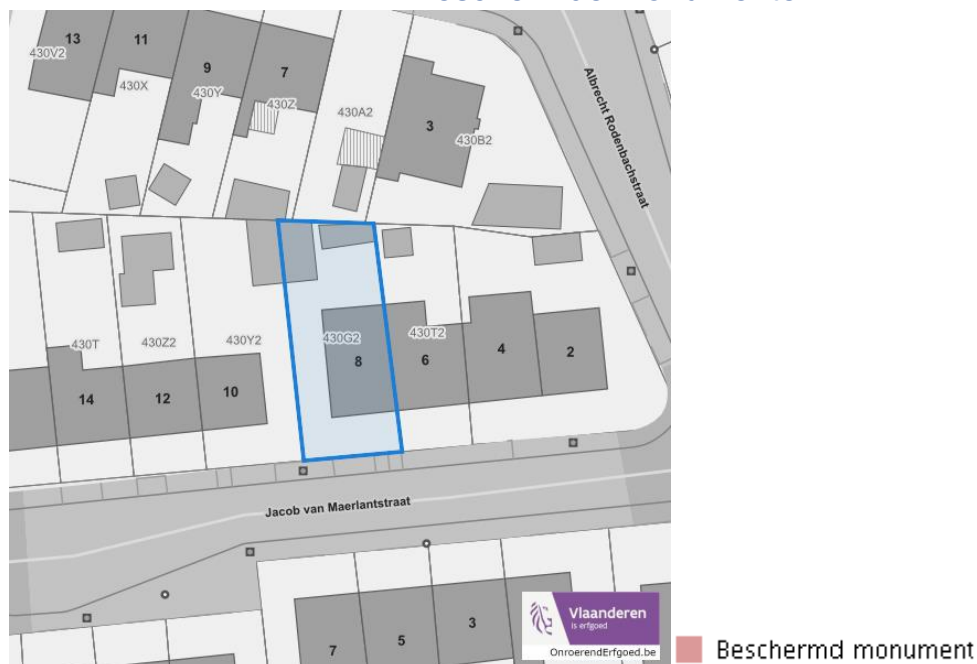 13
11
9
7
430V2
430X
430Y
430Z
430A2
3
430B2
Albrecht Rodenbachstraat
430T
430Z2
430Y2
430G2
430T2
14
12
10
8
6
4
2
Jacob van Maerlantstraat
7
5
3
Vlaanderen
is erfgoed
OnroerendErfgoed.be
Beschermd monument